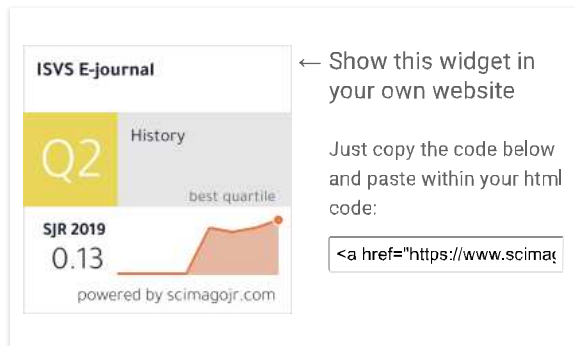 ISVS E-journal
Q2
History
best quartile
SJR 2019
0.13
powered by scimagojr.com
← Show this widget in
your own website
Just copy the code below
and paste within your html
code:
<a href="https://www.scimag